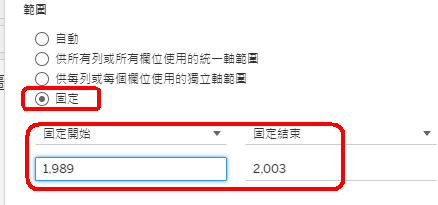 範圍
自動
供所有列或所有欄位使用的統一軸範圍
供每列或每個欄位使用的獨立軸範圍
固定
固定開始 固定結束
1,989 2,003